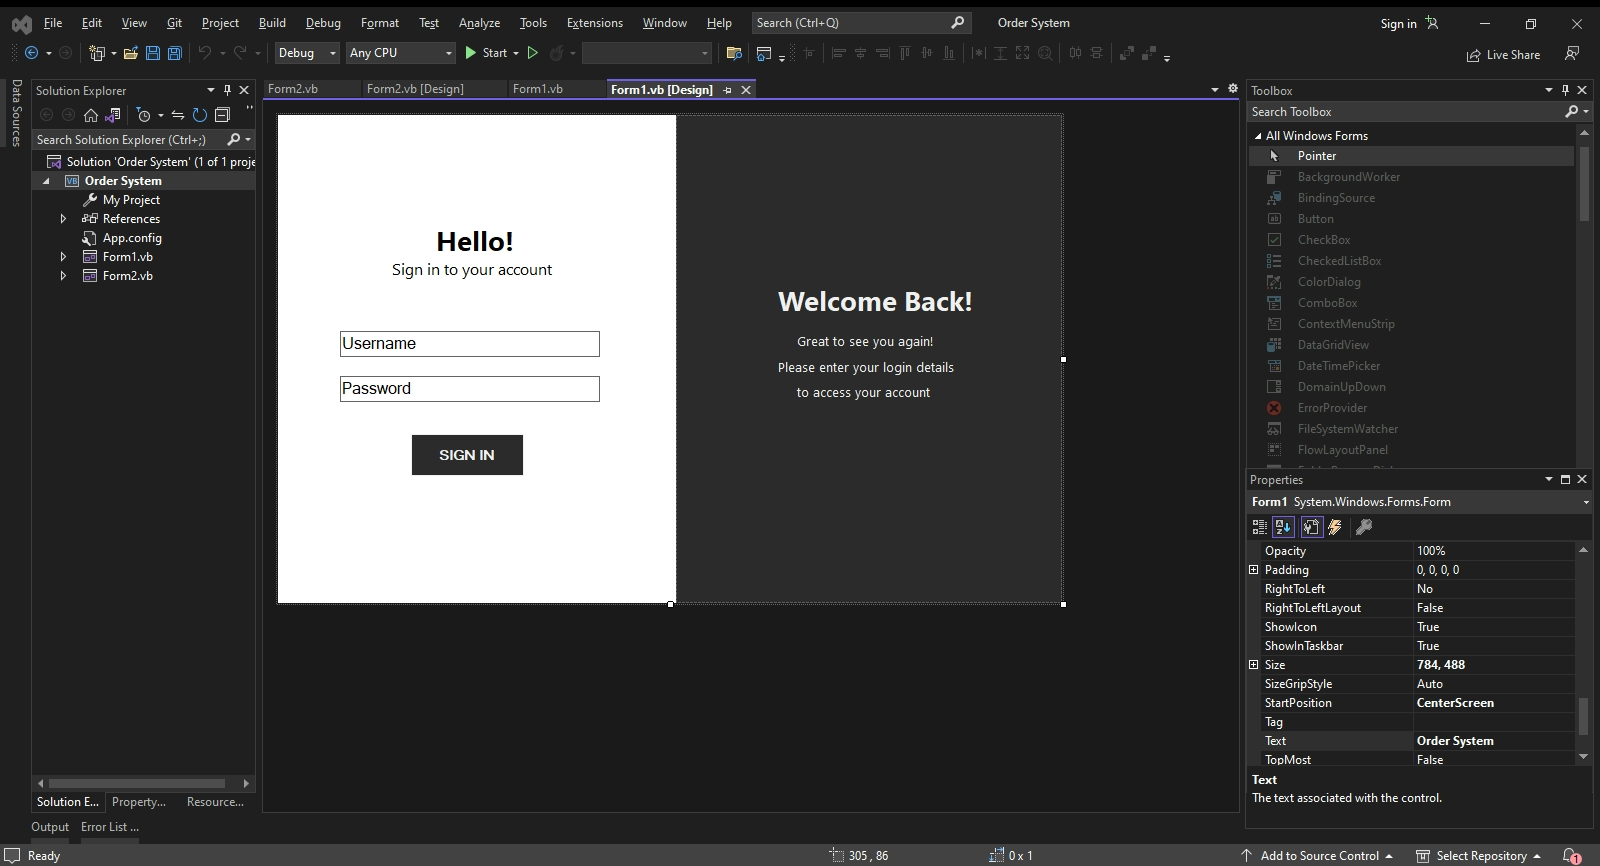 File Edit View Git Project Build Debug Format Test Analyze Tools Extensions Window Help Search (Ctrl+Q) Order System Sign in
Debug Any CPU Start Live Share
Data Sources
Solution Explorer
Search Solution Explorer (Ctrl+;)
Solution 'Order System' (1 of 1 proje
VB Order System
My Project
References
App.config
Form1.vb
Form2.vb
Solution E... Property... Resource...
Output Error List ...
Form2.vb Form2.vb [Design] Form1.vb Form1.vb [Design]
Hello!
Sign in to your account
Username
Password
SIGN IN
Welcome Back!
Great to see you again!
Please enter your login details
to access your account
Toolbox
Search Toolbox
All Windows Forms
Pointer
BackgroundWorker
BindingSource
Button
CheckBox
CheckedListBox
ColorDialog
ComboBox
ContextMenuStrip
DataGridView
DateTimePicker
DomainUpDown
ErrorProvider
FileSystemWatcher
FlowLayoutPanel
Properties
Form1 System.Windows.Forms.Form
Opacity 100%
Padding 0, 0, 0, 0
RightToLeft No
RightToLeftLayout False
ShowIcon True
ShowInTaskbar True
Size 784, 488
SizeGripStyle Auto
StartPosition CenterScreen
Tag
Text Order System
TopMost False
Text
The text associated with the control.
Ready 305 , 86 0 x 1 Add to Source Control Select Repository 1